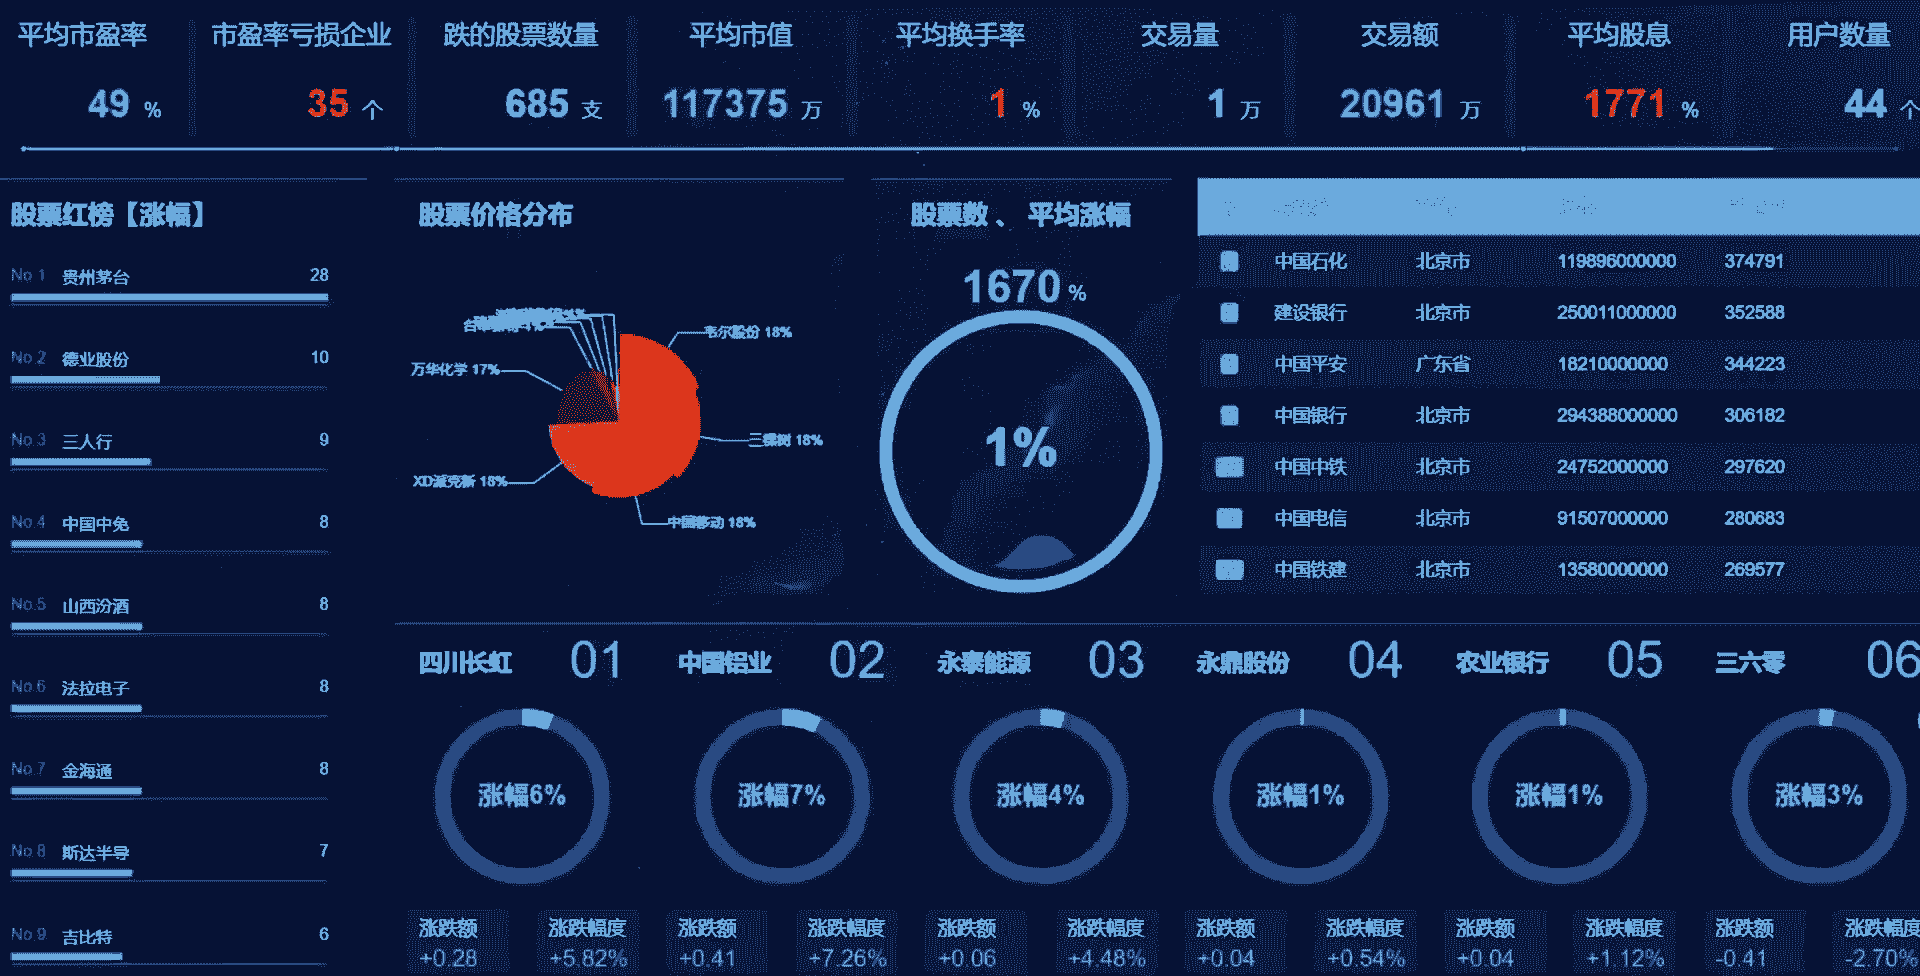 平均市盈率
49 %
市盈率亏损企业
35 个
跌的股票数量
685 支
平均市值
117375 万
平均换手率
1 %
交易量
1 万
交易额
20961 万
平均股息
1771 %
用户数量
44 个
股票红榜【涨幅】
No.1 贵州茅台 28
No.2 德业股份 10
No.3 三人行 9
No.4 中国中免 8
No.5 山西汾酒 8
No.6 法拉电子 8
No.7 金海通 8
No.8 斯达半导 7
No.9 吉比特 6
股票价格分布
韦尔股份 18%
三棵树 18%
中国移动 18%
XD派克新 18%
万华化学 17%
股票数 、 平均涨幅
1670 %
1%
中国石化 北京市 119896000000 374791
建设银行 北京市 250011000000 352588
中国平安 广东省 18210000000 344223
中国银行 北京市 294388000000 306182
中国中铁 北京市 24752000000 297620
中国电信 北京市 91507000000 280683
中国铁建 北京市 13580000000 269577
四川长虹 01
涨幅6%
涨跌额 涨跌幅度
+0.28 +5.82%
中国铝业 02
涨幅7%
涨跌额 涨跌幅度
+0.41 +7.26%
永泰能源 03
涨幅4%
涨跌额 涨跌幅度
+0.06 +4.48%
永鼎股份 04
涨幅1%
涨跌额 涨跌幅度
+0.04 +0.54%
农业银行 05
涨幅1%
涨跌额 涨跌幅度
+0.04 +1.12%
三六零 06
涨幅3%
涨跌额 涨跌幅度
-0.41 -2.70%